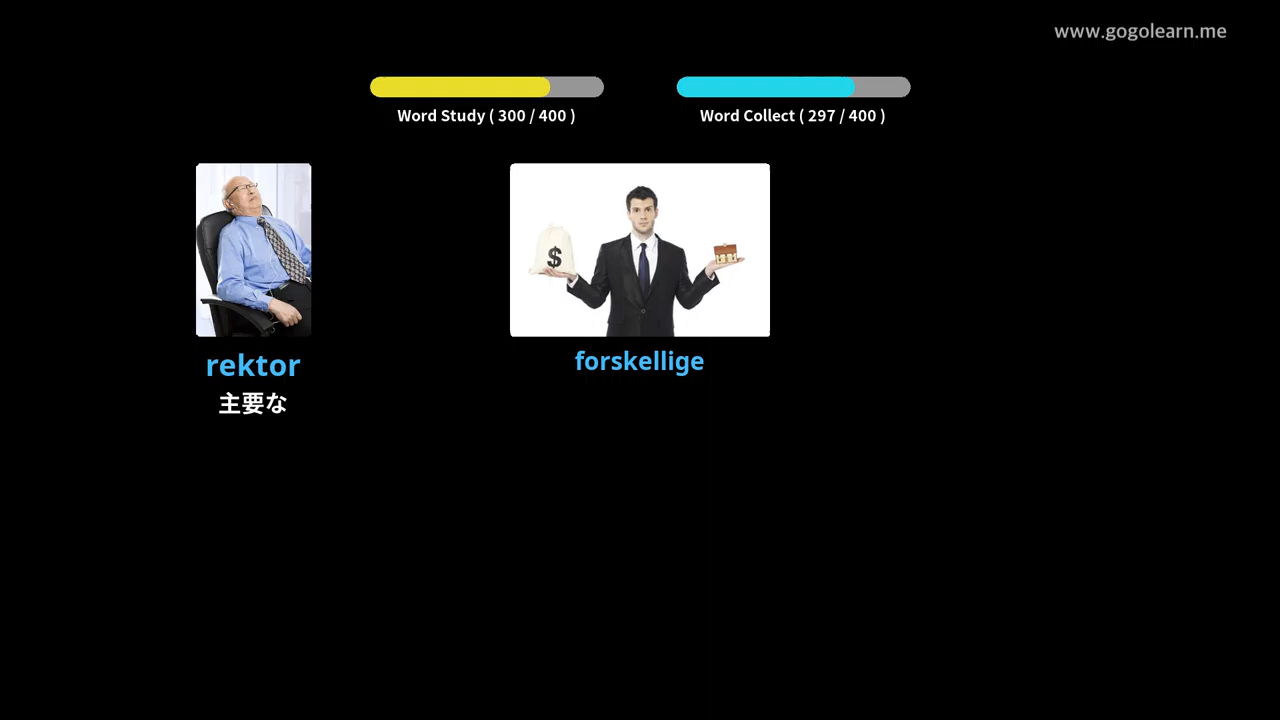 www.gogolearn.me
Word Study ( 300 / 400 )
Word Collect ( 297 / 400 )
$
rektor
主要な
forskellige